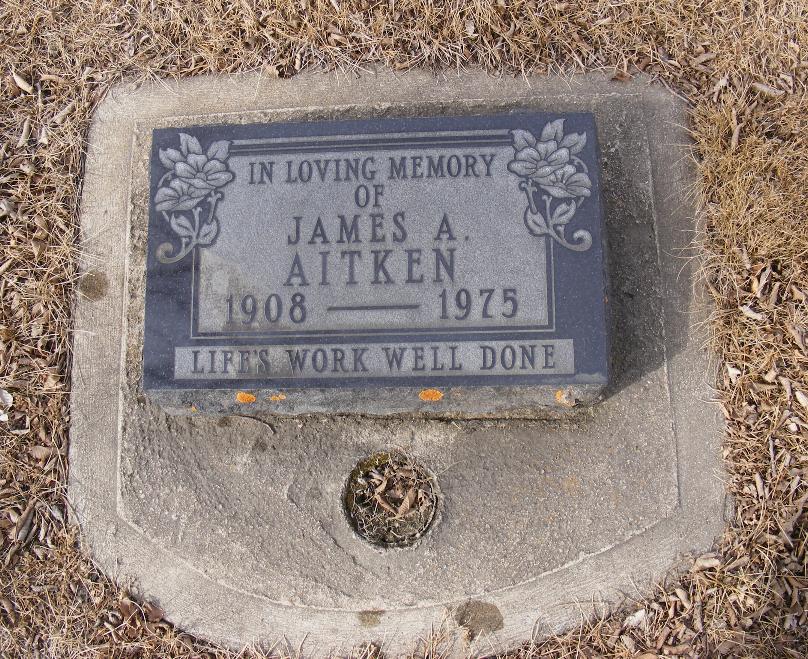 IN LOVING MEMORY
OF
JAMES A.
AITKEN
1908 — 1975
LIFE'S WORK WELL DONE